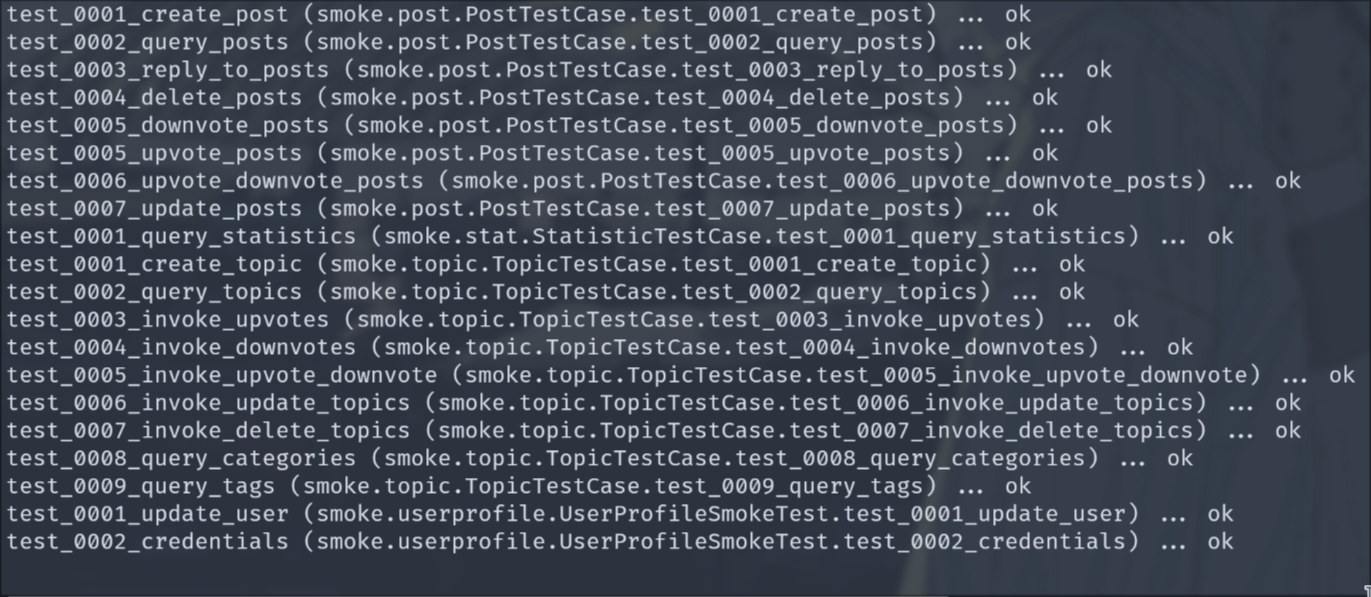 test_0001_create_post (smoke.post.PostTestCase.test_0001_create_post) ... ok
test_0002_query_posts (smoke.post.PostTestCase.test_0002_query_posts) ... ok
test_0003_reply_to_posts (smoke.post.PostTestCase.test_0003_reply_to_posts) ... ok
test_0004_delete_posts (smoke.post.PostTestCase.test_0004_delete_posts) ... ok
test_0005_downvote_posts (smoke.post.PostTestCase.test_0005_downvote_posts) ... ok
test_0005_upvote_posts (smoke.post.PostTestCase.test_0005_upvote_posts) ... ok
test_0006_upvote_downvote_posts (smoke.post.PostTestCase.test_0006_upvote_downvote_posts) ... ok
test_0007_update_posts (smoke.post.PostTestCase.test_0007_update_posts) ... ok
test_0001_query_statistics (smoke.stat.StatisticTestCase.test_0001_query_statistics) ... ok
test_0001_create_topic (smoke.topic.TopicTestCase.test_0001_create_topic) ... ok
test_0002_query_topics (smoke.topic.TopicTestCase.test_0002_query_topics) ... ok
test_0003_invoke_upvotes (smoke.topic.TopicTestCase.test_0003_invoke_upvotes) ... ok
test_0004_invoke_downvotes (smoke.topic.TopicTestCase.test_0004_invoke_downvotes) ... ok
test_0005_invoke_upvote_downvote (smoke.topic.TopicTestCase.test_0005_invoke_upvote_downvote) ... ok
test_0006_invoke_update_topics (smoke.topic.TopicTestCase.test_0006_invoke_update_topics) ... ok
test_0007_invoke_delete_topics (smoke.topic.TopicTestCase.test_0007_invoke_delete_topics) ... ok
test_0008_query_categories (smoke.topic.TopicTestCase.test_0008_query_categories) ... ok
test_0009_query_tags (smoke.topic.TopicTestCase.test_0009_query_tags) ... ok
test_0001_update_user (smoke.userprofile.UserProfileSmokeTest.test_0001_update_user) ... ok
test_0002_credentials (smoke.userprofile.UserProfileSmokeTest.test_0002_credentials) ... ok